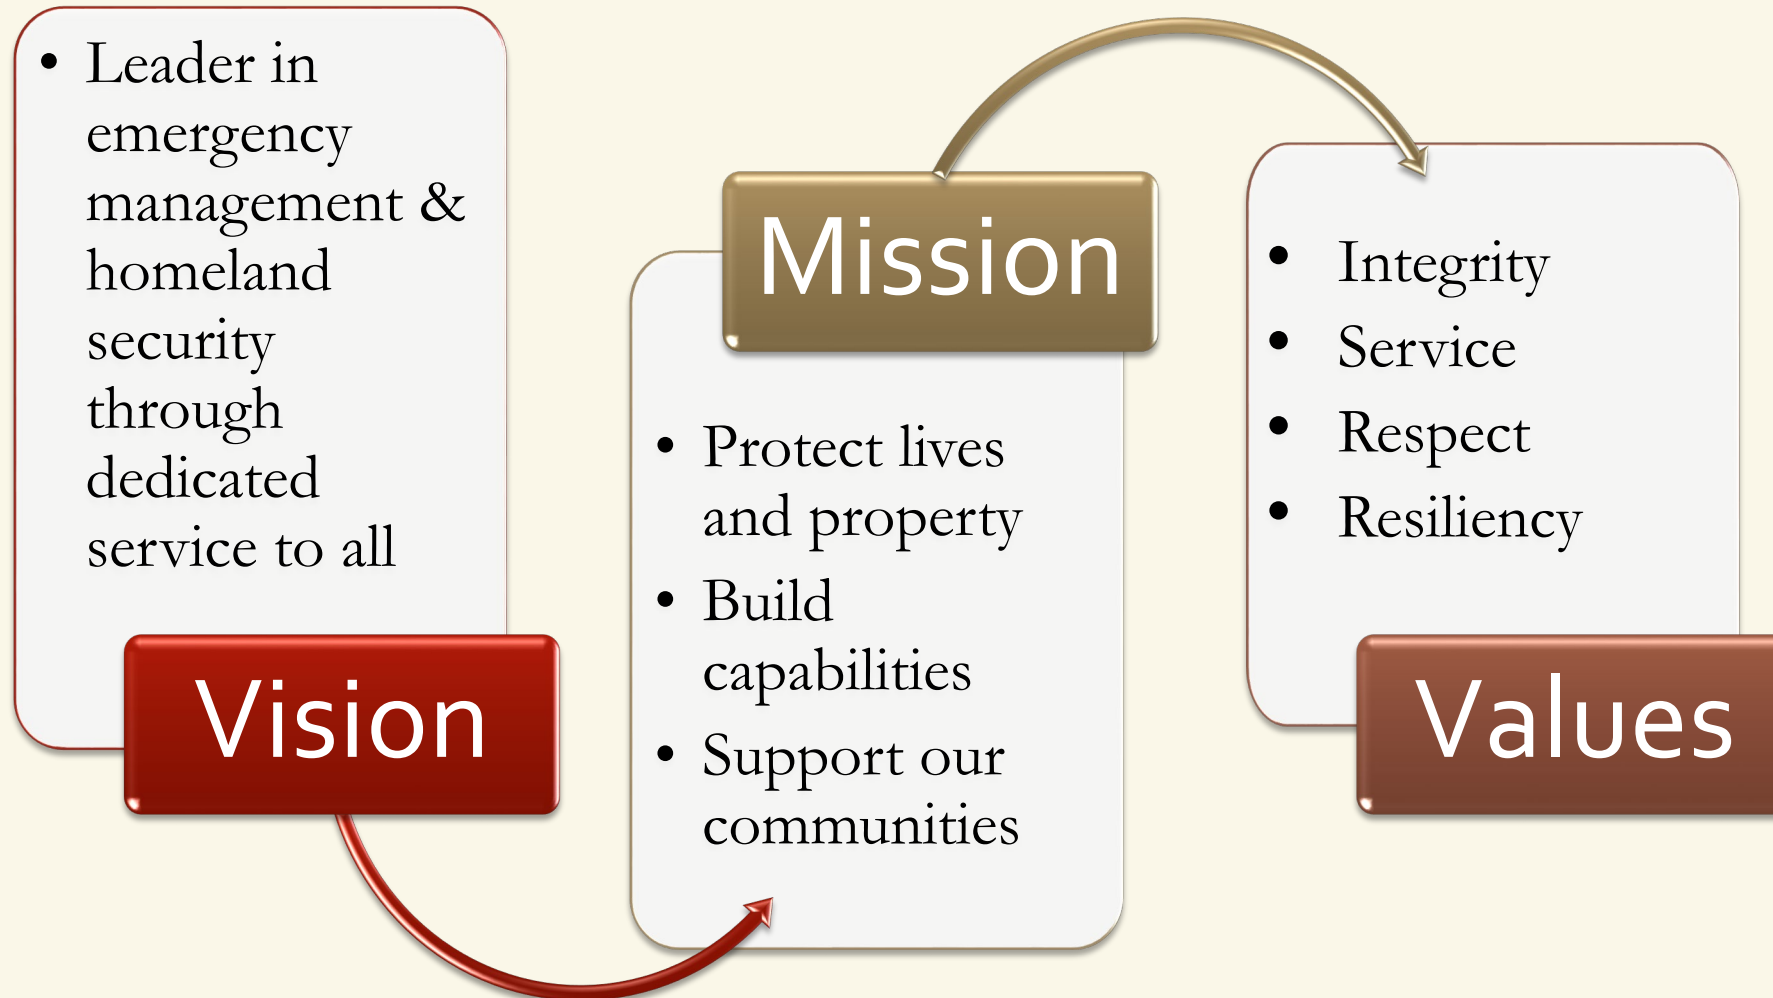 • Leader in
emergency
management &
homeland
security
through
dedicated
service to all
Vision
Mission
• Protect lives
and property
• Build
capabilities
• Support our
communities
• Integrity
• Service
• Respect
• Resiliency
Values